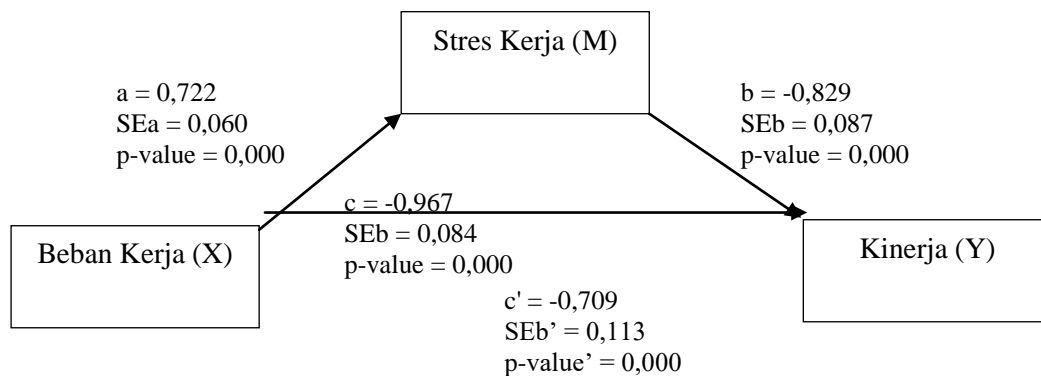 Stres Kerja (M)
a = 0,722
SEa = 0,060
p-value = 0,000
b = -0,829
SEb = 0,087
p-value = 0,000
c = -0,967
SEb = 0,084
p-value = 0,000
Beban Kerja (X)
Kinerja (Y)
c' = -0,709
SEb’ = 0,113
p-value’ = 0,000